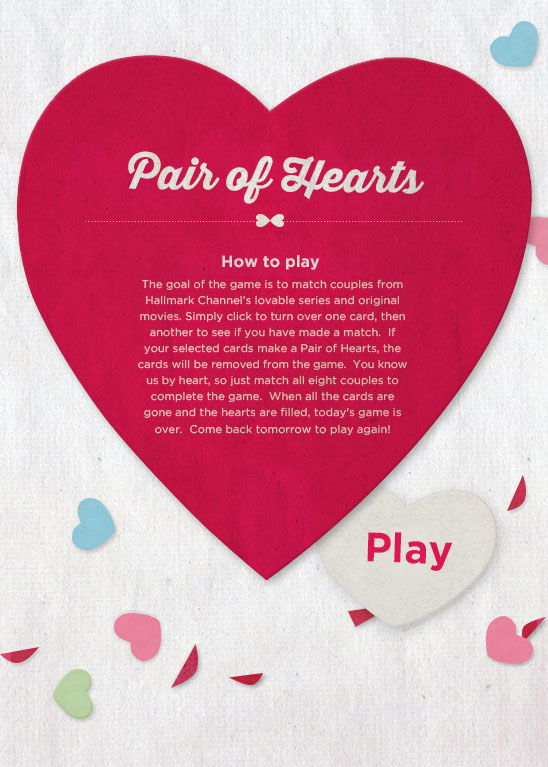 Pair of Hearts
How to play
The goal of the game is to match couples from
Hallmark Channel's lovable series and original
movies. Simply click to turn over one card, then
another to see if you have made a match.  If
your selected cards make a Pair of Hearts, the
cards will be removed from the game.  You know
us by heart, so just match all eight couples to
complete the game.  When all the cards are
gone and the hearts are filled, today's game is
over.  Come back tomorrow to play again!
Play